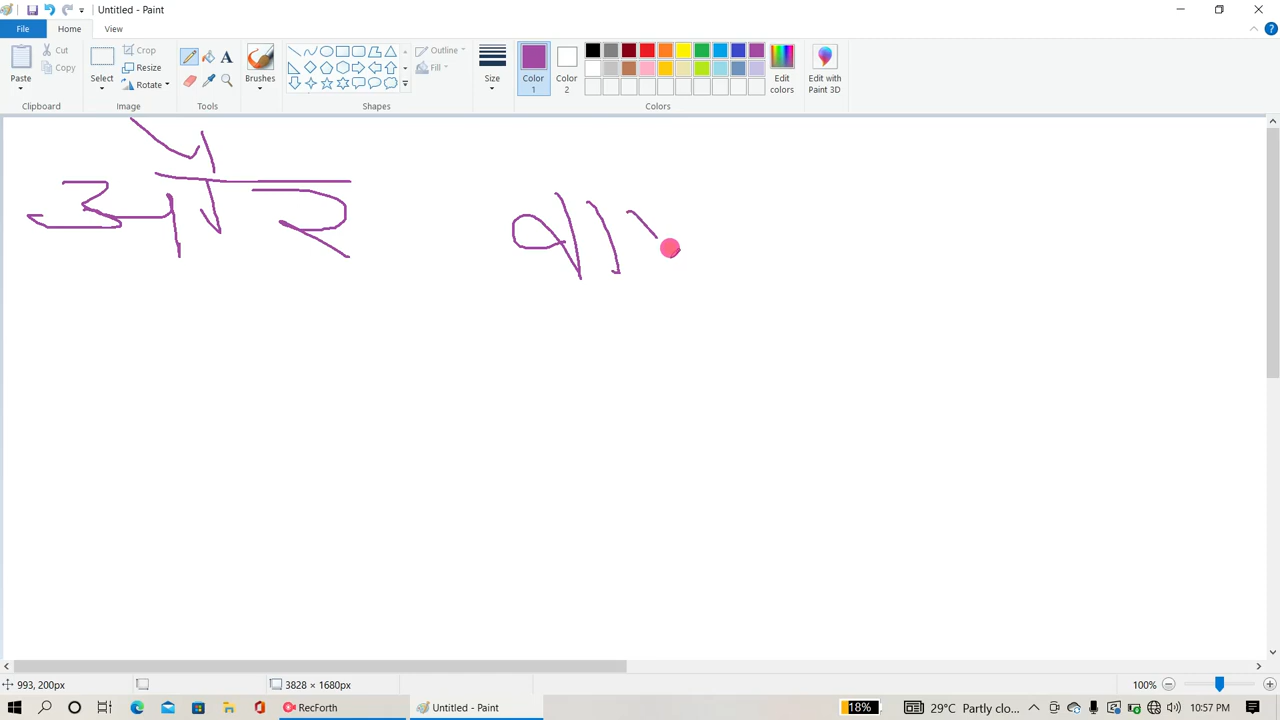 Untitled - Paint
File Home View
Paste
Cut
Copy
Clipboard
Select
Crop
Resize
Rotate
Image
Tools
Brushes
Outline
Fill
Shapes
Size
Color
1
Color
2
Edit
colors
Colors
Edit with
Paint 3D
993, 200px
3828 × 1680px
100%
RecForth
Untitled - Paint
18%
29°C Partly clo...
10:57 PM